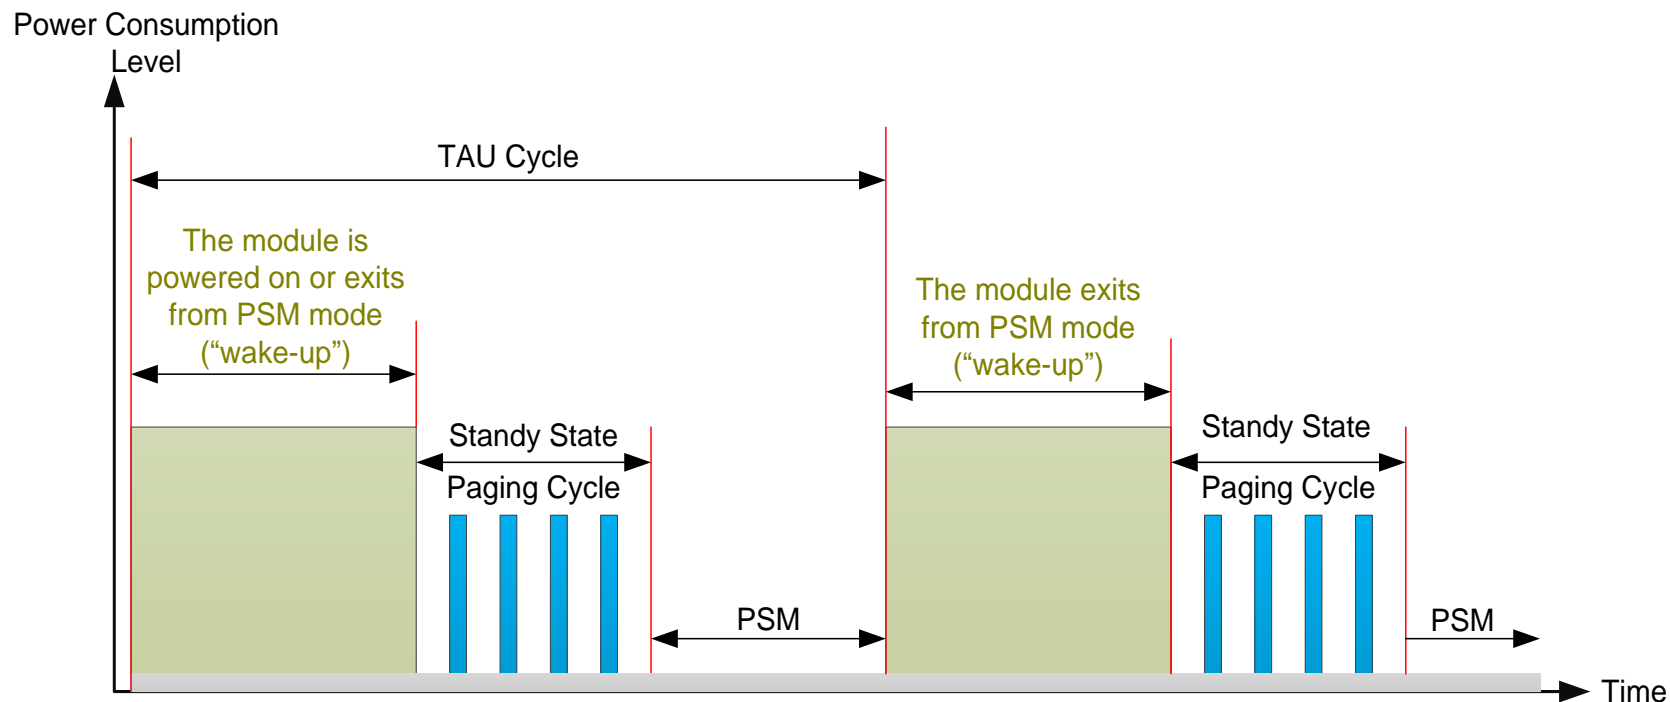 Power Consumption
Level
TAU Cycle
The module is
powered on or exits
from PSM mode
(“wake-up”)
The module exits
from PSM mode
(“wake-up”)
Standy State
Paging Cycle
Standy State
Paging Cycle
PSM
PSM
Time